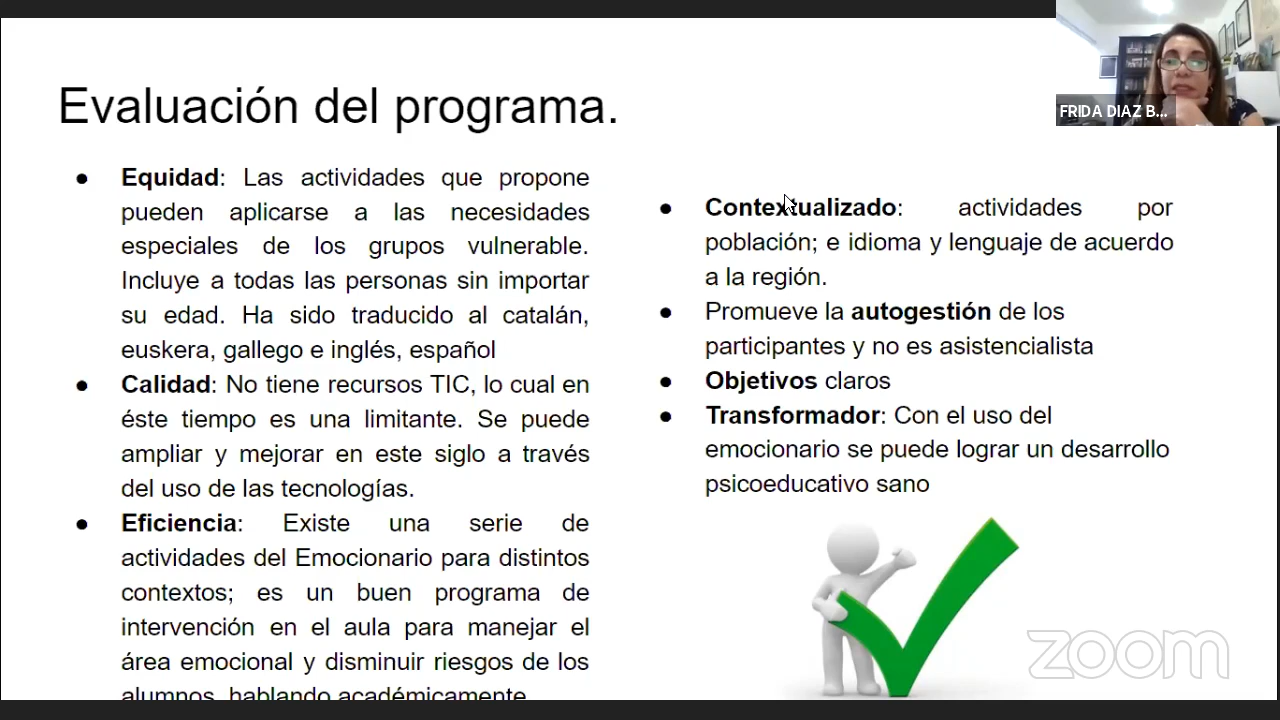 Evaluación del programa.
● Equidad: Las actividades que propone
pueden aplicarse a las necesidades
especiales de los grupos vulnerable.
Incluye a todas las personas sin importar
su edad. Ha sido traducido al catalán,
euskera, gallego e inglés, español
● Calidad: No tiene recursos TIC, lo cual en
éste tiempo es una limitante. Se puede
ampliar y mejorar en este siglo a través
del uso de las tecnologías.
● Eficiencia: Existe una serie de
actividades del Emocionario para distintos
contextos; es un buen programa de
intervención en el aula para manejar el
área emocional y disminuir riesgos de los
alumnos, hablando académicamente
● Contextualizado: actividades por
población; e idioma y lenguaje de acuerdo
a la región.
● Promueve la autogestión de los
participantes y no es asistencialista
● Objetivos claros
● Transformador: Con el uso del
emocionario se puede lograr un desarrollo
psicoeducativo sano
FRIDA DIAZ B...
zoom